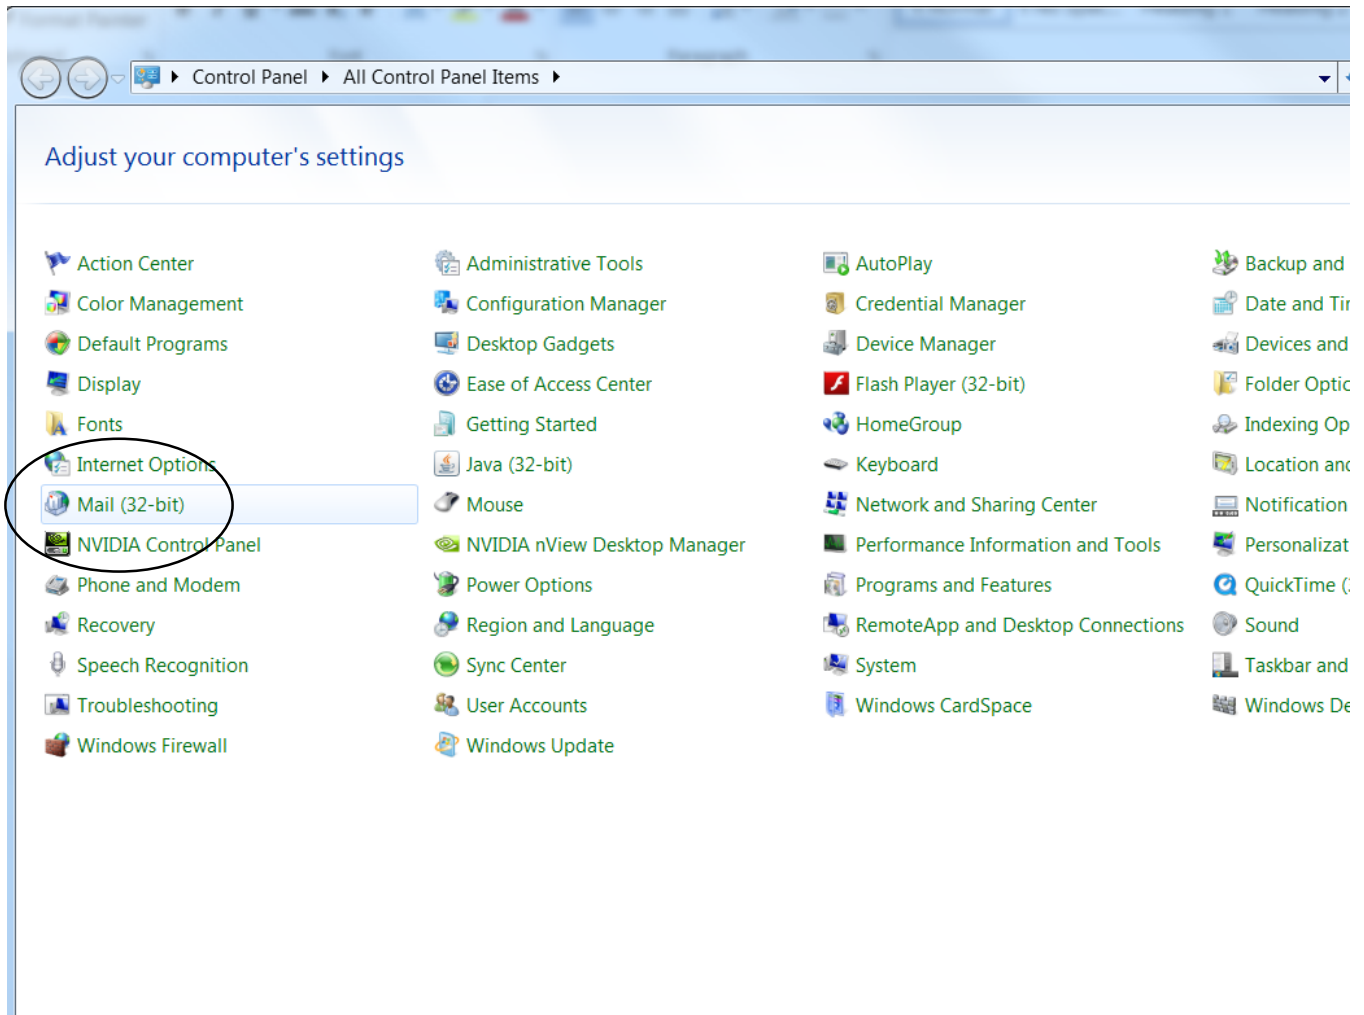 Control Panel All Control Panel Items
Adjust your computer's settings
Action Center Administrative Tools AutoPlay Backup and
Color Management Configuration Manager Credential Manager Date and Tir
Default Programs Desktop Gadgets Device Manager Devices and
Display Ease of Access Center Flash Player (32-bit) Folder Optic
Fonts Getting Started HomeGroup Indexing Op
Internet Options Java (32-bit) Keyboard Location and
Mail (32-bit) Mouse Network and Sharing Center Notification
NVIDIA Control Panel NVIDIA nView Desktop Manager Performance Information and Tools Personalizat
Phone and Modem Power Options Programs and Features QuickTime (
Recovery Region and Language RemoteApp and Desktop Connections Sound
Speech Recognition Sync Center System Taskbar and
Troubleshooting User Accounts Windows CardSpace Windows De
Windows Firewall Windows Update